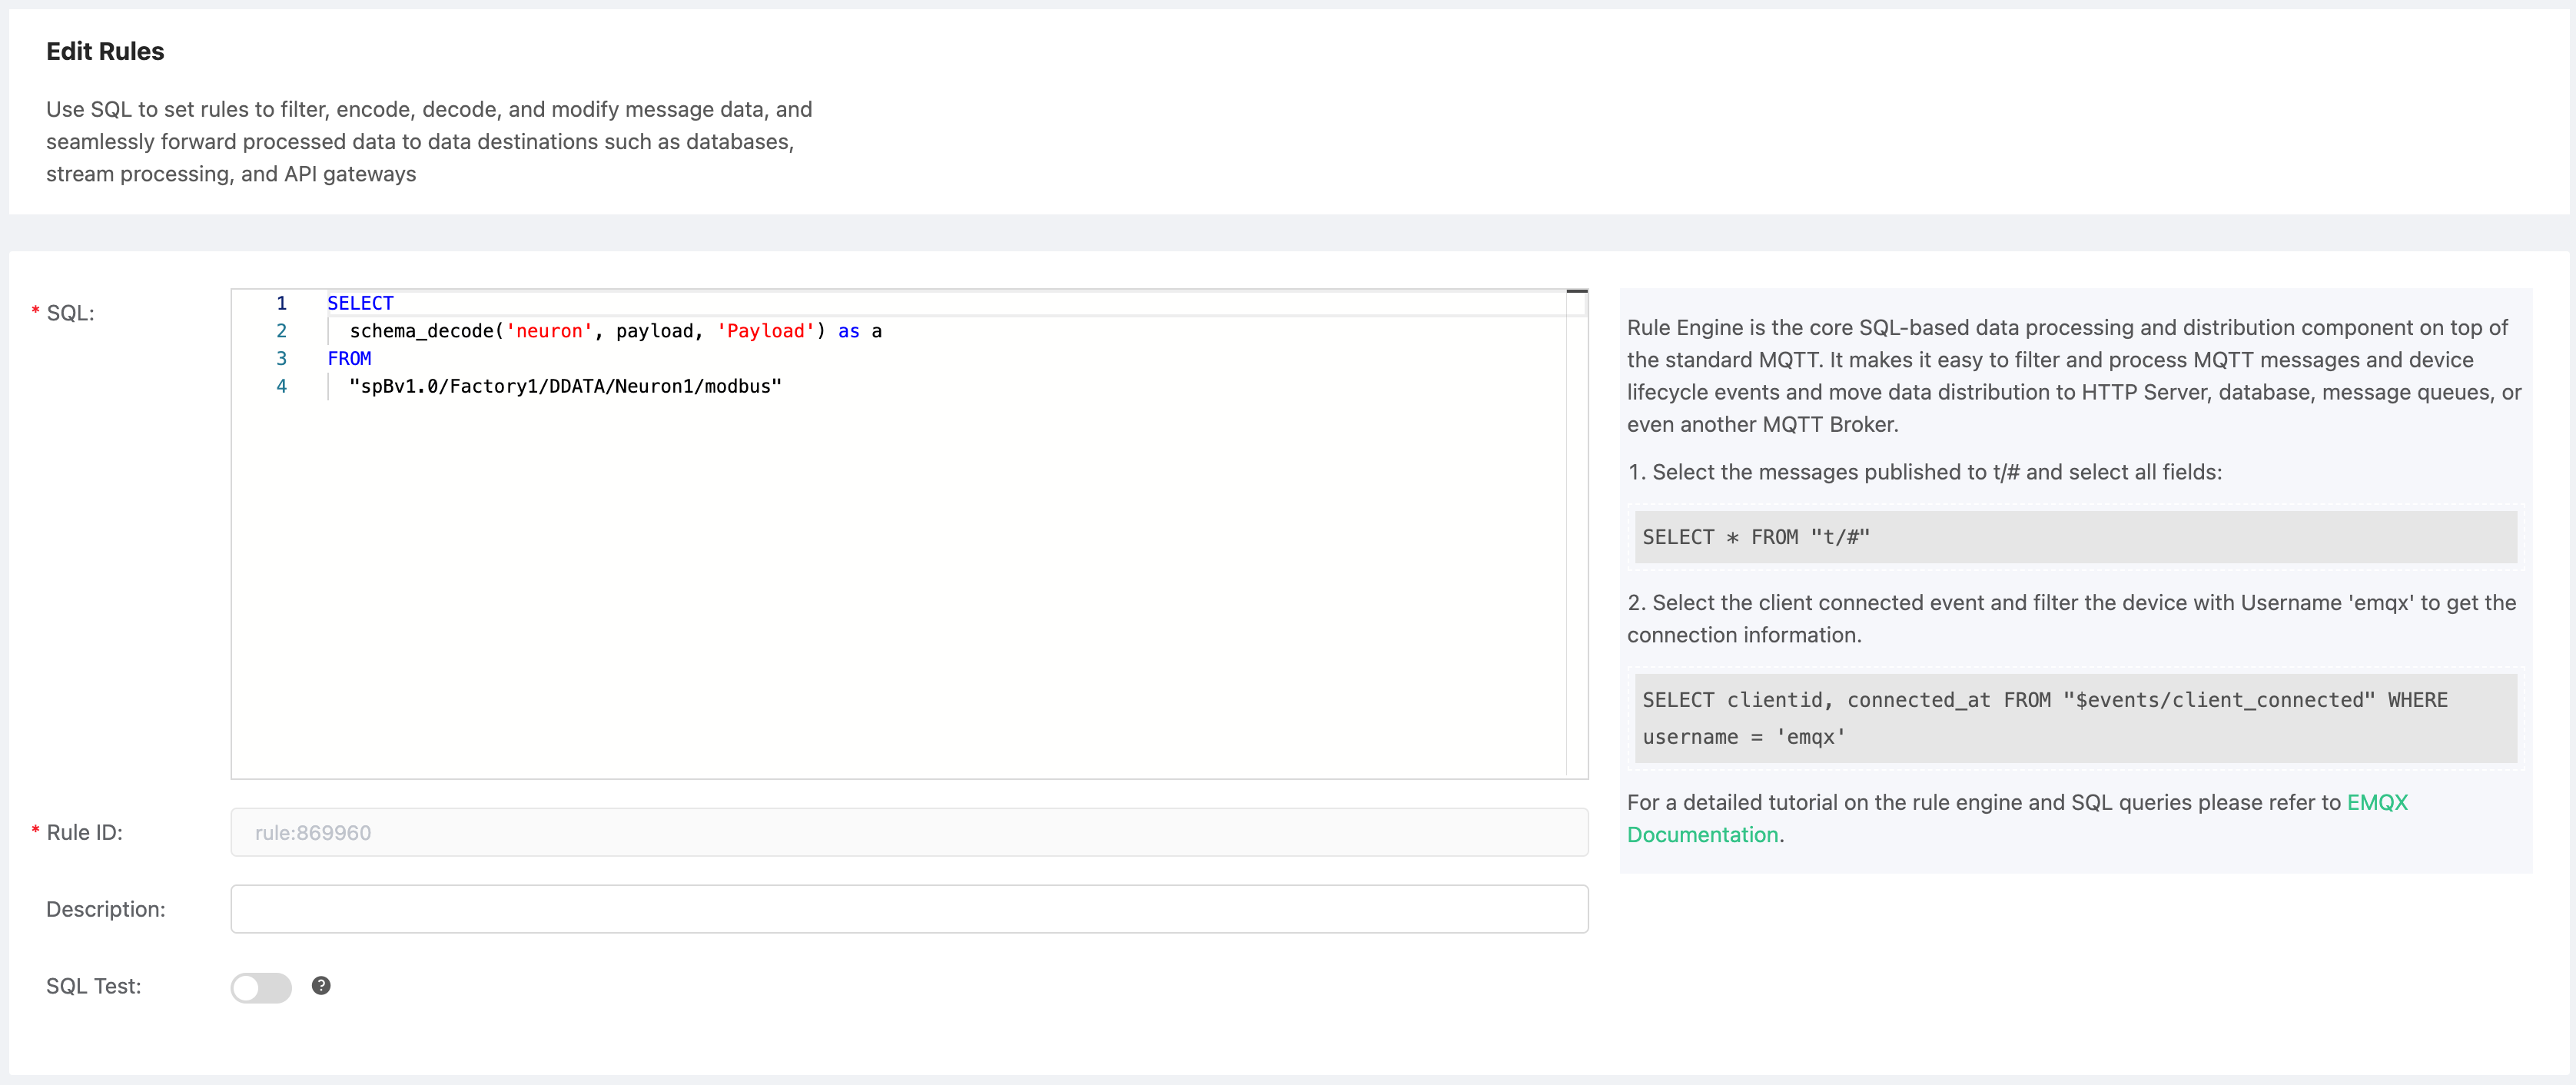 Edit Rules
Use SQL to set rules to filter, encode, decode, and modify message data, and
seamlessly forward processed data to data destinations such as databases,
stream processing, and API gateways
* SQL:
1 SELECT
2 schema_decode('neuron', payload, 'Payload') as a
3 FROM
4 "spBv1.0/Factory1/DDATA/Neuron1/modbus"
Rule Engine is the core SQL-based data processing and distribution component on top of
the standard MQTT. It makes it easy to filter and process MQTT messages and device
lifecycle events and move data distribution to HTTP Server, database, message queues, or
even another MQTT Broker.
1. Select the messages published to t/# and select all fields:
SELECT * FROM "t/#"
2. Select the client connected event and filter the device with Username 'emqx' to get the
connection information.
SELECT clientid, connected_at FROM "$events/client_connected" WHERE
username = 'emqx'
For a detailed tutorial on the rule engine and SQL queries please refer to EMQX
Documentation.
* Rule ID:
rule:869960
Description:
SQL Test:
?